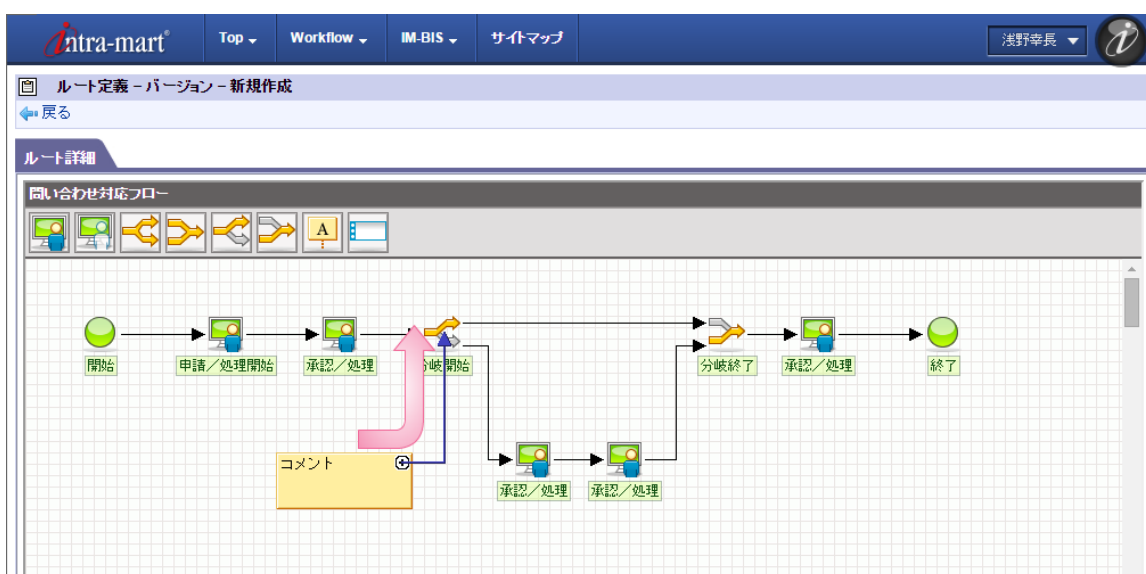 intra-mart®
Top
Workflow
IM-BIS
サイトマップ
浅野幸長
ルート定義 - バージョン - 新規作成
戻る
ルート詳細
問い合わせ対応フロー
A
開始
申請／処理開始
承認／処理
分岐開始
分岐終了
承認／処理
終了
コメント
承認／処理
承認／処理